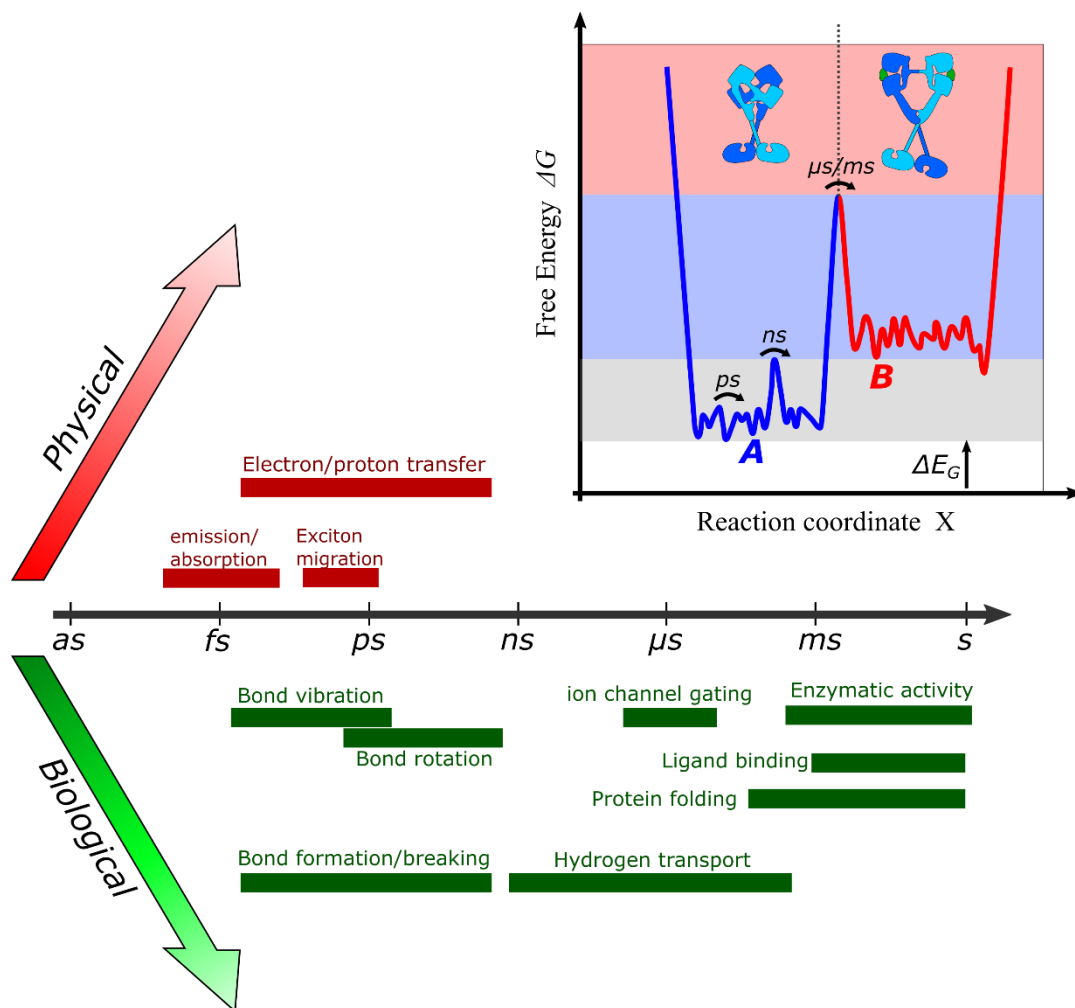 Free Energy ΔG
μs/ms
ns
ps
A
B
ΔE_G
Reaction coordinate X
Physical
Electron/proton transfer
emission/
absorption
Exciton
migration
as
fs
ps
ns
μs
ms
s
Biological
Bond vibration
Bond rotation
ion channel gating
Enzymatic activity
Ligand binding
Protein folding
Bond formation/breaking
Hydrogen transport